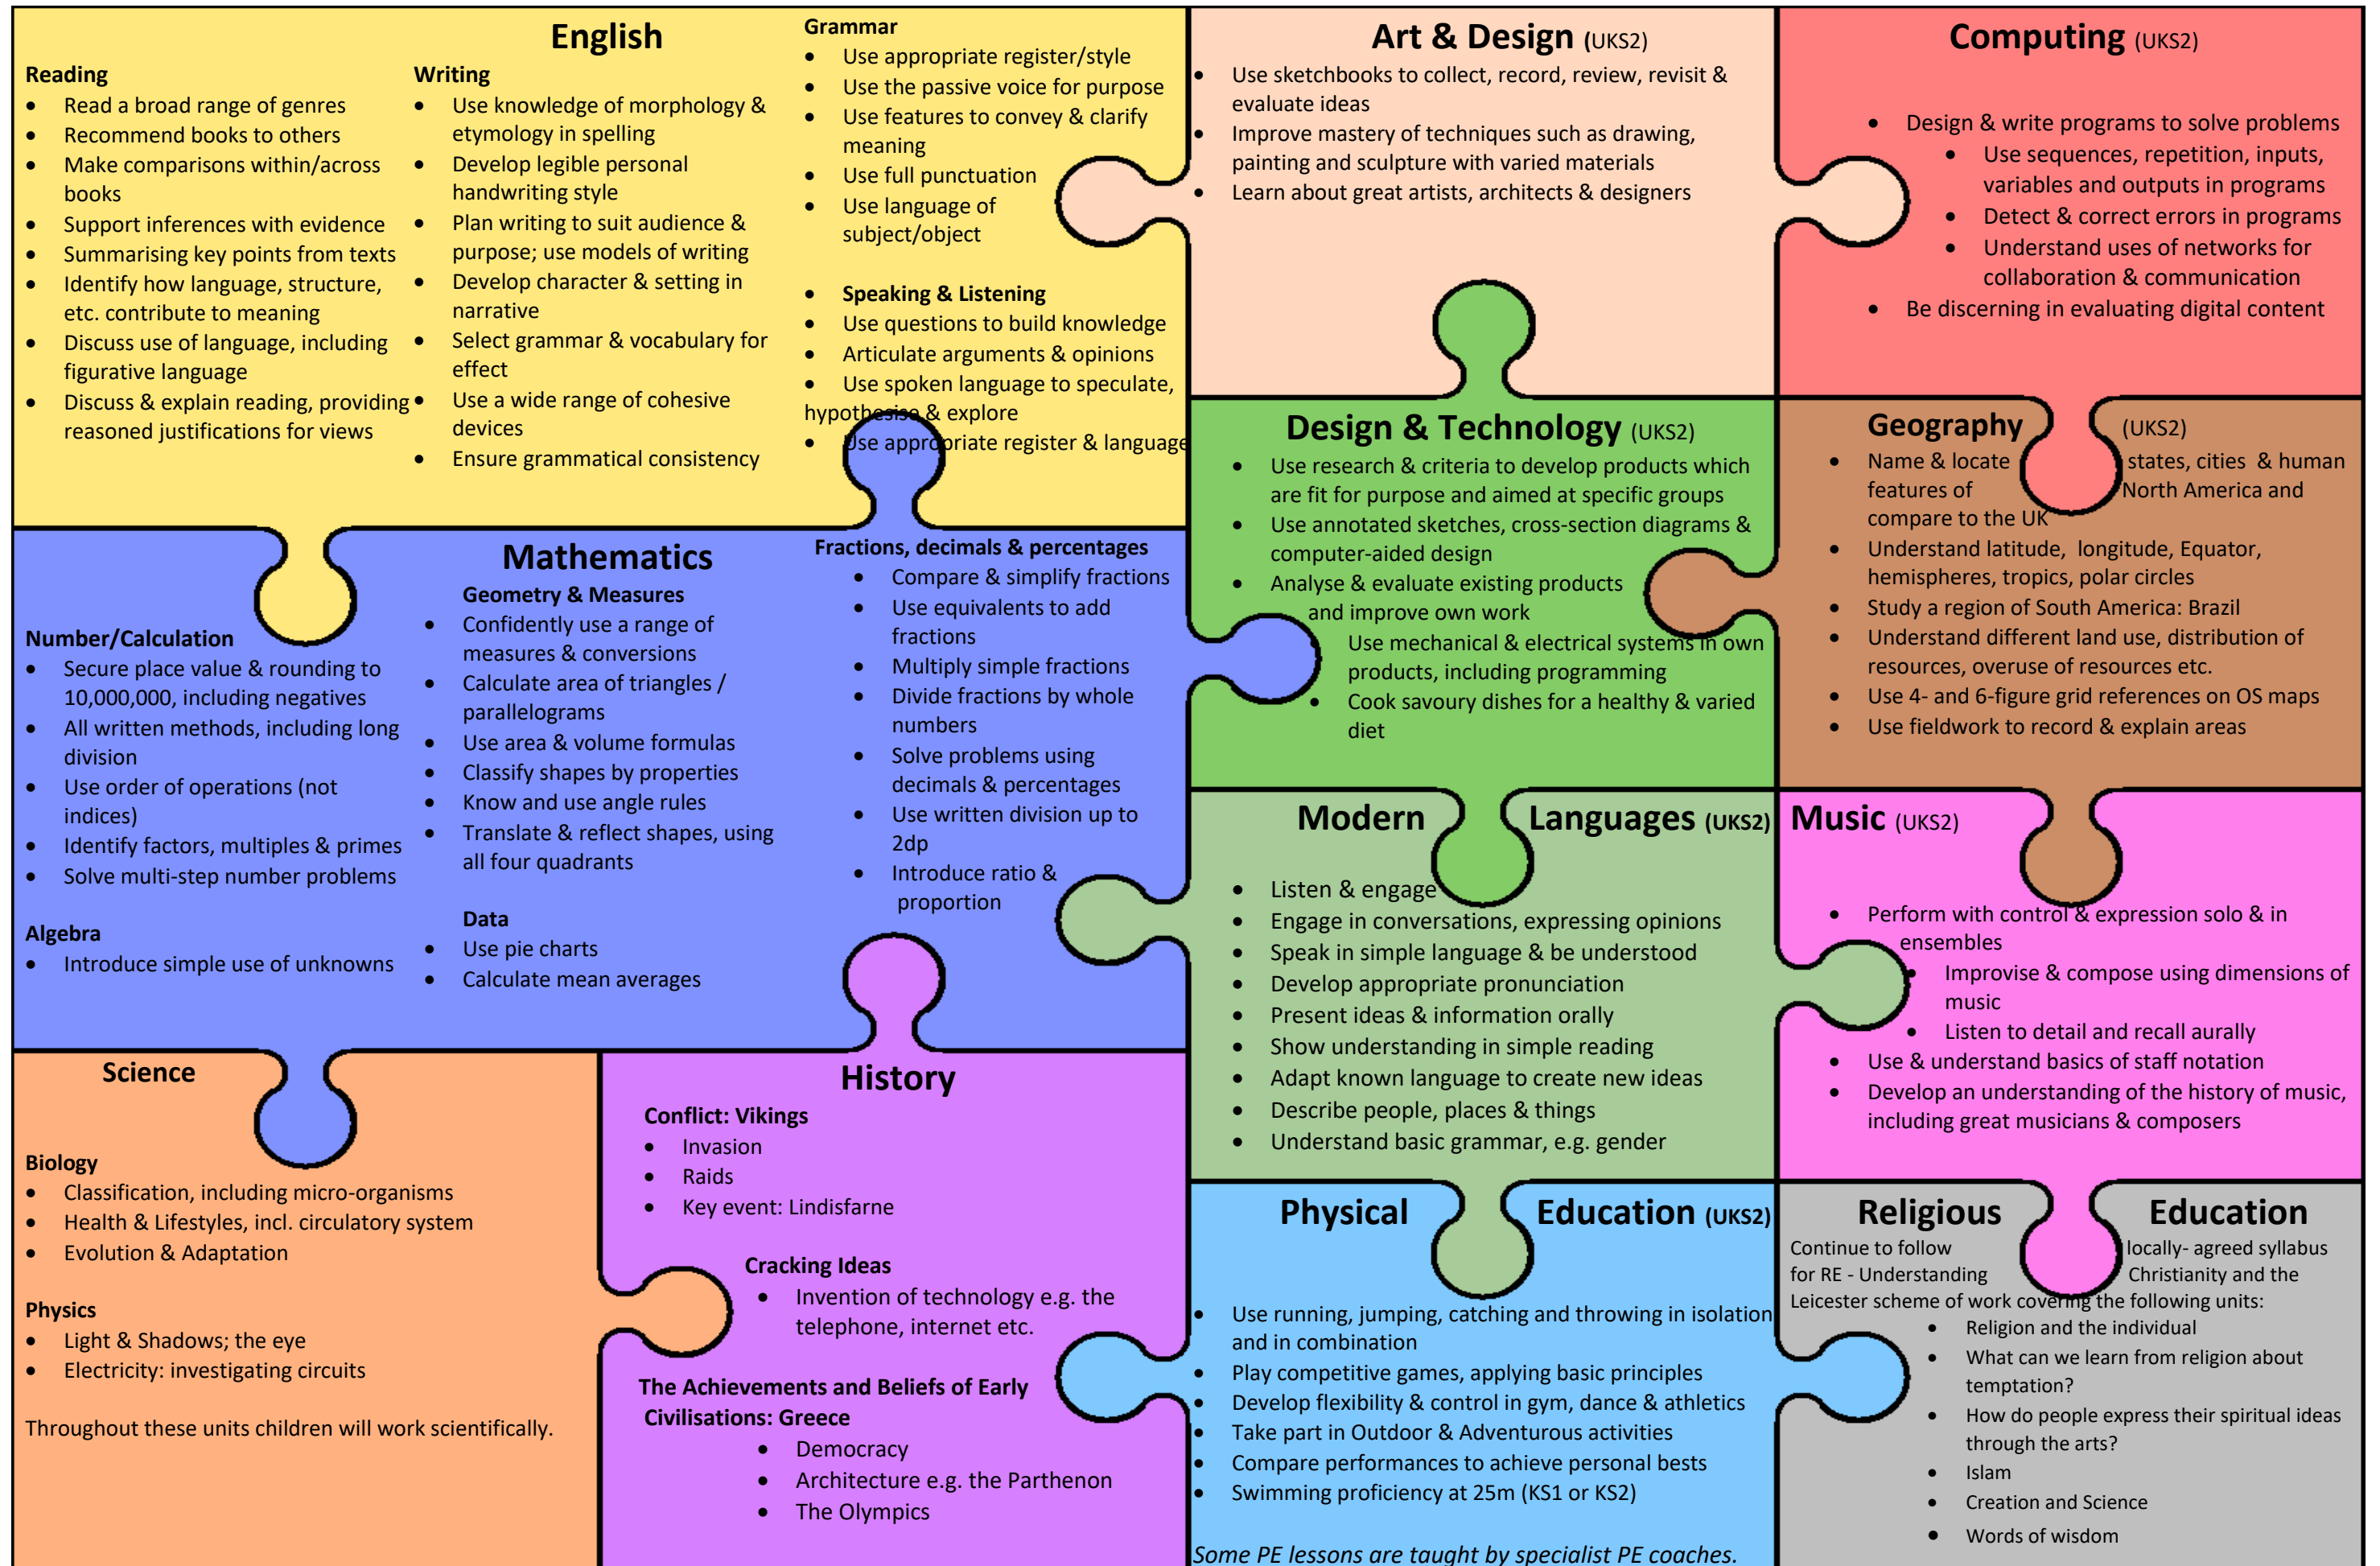 English
Reading
• Read a broad range of genres
• Recommend books to others
• Make comparisons within/across
books
• Support inferences with evidence
• Summarising key points from texts
• Identify how language, structure,
etc. contribute to meaning
• Discuss use of language, including
figurative language
• Discuss & explain reading, providing
reasoned justifications for views
Writing
• Use knowledge of morphology &
etymology in spelling
• Develop legible personal
handwriting style
• Plan writing to suit audience &
purpose; use models of writing
• Develop character & setting in
narrative
• Select grammar & vocabulary for
effect
• Use a wide range of cohesive
devices
• Ensure grammatical consistency
Grammar
• Use appropriate register/style
• Use the passive voice for purpose
• Use features to convey & clarify
meaning
• Use full punctuation
• Use language of
subject/object
• Speaking & Listening
• Use questions to build knowledge
• Articulate arguments & opinions
• Use spoken language to speculate,
hypothesise & explore
• Use appropriate register & language
Art & Design (UKS2)
• Use sketchbooks to collect, record, review, revisit &
evaluate ideas
• Improve mastery of techniques such as drawing,
painting and sculpture with varied materials
• Learn about great artists, architects & designers
Computing (UKS2)
• Design & write programs to solve problems
• Use sequences, repetition, inputs,
variables and outputs in programs
• Detect & correct errors in programs
• Understand uses of networks for
collaboration & communication
• Be discerning in evaluating digital content
Mathematics
Number/Calculation
• Secure place value & rounding to
10,000,000, including negatives
• All written methods, including long
division
• Use order of operations (not
indices)
• Identify factors, multiples & primes
• Solve multi-step number problems
Algebra
• Introduce simple use of unknowns
Geometry & Measures
• Confidently use a range of
measures & conversions
• Calculate area of triangles /
parallelograms
• Use area & volume formulas
• Classify shapes by properties
• Know and use angle rules
• Translate & reflect shapes, using
all four quadrants
Data
• Use pie charts
• Calculate mean averages
Fractions, decimals & percentages
• Compare & simplify fractions
• Use equivalents to add
fractions
• Multiply simple fractions
• Divide fractions by whole
numbers
• Solve problems using
decimals & percentages
• Use written division up to
2dp
• Introduce ratio &
proportion
Design & Technology (UKS2)
• Use research & criteria to develop products which
are fit for purpose and aimed at specific groups
• Use annotated sketches, cross-section diagrams &
computer-aided design
• Analyse & evaluate existing products
and improve own work
Use mechanical & electrical systems in own
products, including programming
• Cook savoury dishes for a healthy & varied
diet
Geography (UKS2)
• Name & locate states, cities & human
features of North America and
compare to the UK
• Understand latitude, longitude, Equator,
hemispheres, tropics, polar circles
• Study a region of South America: Brazil
• Understand different land use, distribution of
resources, overuse of resources etc.
• Use 4- and 6-figure grid references on OS maps
• Use fieldwork to record & explain areas
Modern Languages (UKS2)
• Listen & engage
• Engage in conversations, expressing opinions
• Speak in simple language & be understood
• Develop appropriate pronunciation
• Present ideas & information orally
• Show understanding in simple reading
• Adapt known language to create new ideas
• Describe people, places & things
• Understand basic grammar, e.g. gender
Music (UKS2)
• Perform with control & expression solo & in
ensembles
• Improvise & compose using dimensions of
music
• Listen to detail and recall aurally
• Use & understand basics of staff notation
• Develop an understanding of the history of music,
including great musicians & composers
Science
Biology
• Classification, including micro-organisms
• Health & Lifestyles, incl. circulatory system
• Evolution & Adaptation
Physics
• Light & Shadows; the eye
• Electricity: investigating circuits
Throughout these units children will work scientifically.
History
Conflict: Vikings
• Invasion
• Raids
• Key event: Lindisfarne
Cracking Ideas
• Invention of technology e.g. the
telephone, internet etc.
The Achievements and Beliefs of Early
Civilisations: Greece
• Democracy
• Architecture e.g. the Parthenon
• The Olympics
Physical Education (UKS2)
• Use running, jumping, catching and throwing in isolation
and in combination
• Play competitive games, applying basic principles
• Develop flexibility & control in gym, dance & athletics
• Take part in Outdoor & Adventurous activities
• Compare performances to achieve personal bests
• Swimming proficiency at 25m (KS1 or KS2)
Some PE lessons are taught by specialist PE coaches.
Religious Education
Continue to follow locally- agreed syllabus
for RE - Understanding Christianity and the
Leicester scheme of work covering the following units:
• Religion and the individual
• What can we learn from religion about
temptation?
• How do people express their spiritual ideas
through the arts?
• Islam
• Creation and Science
• Words of wisdom